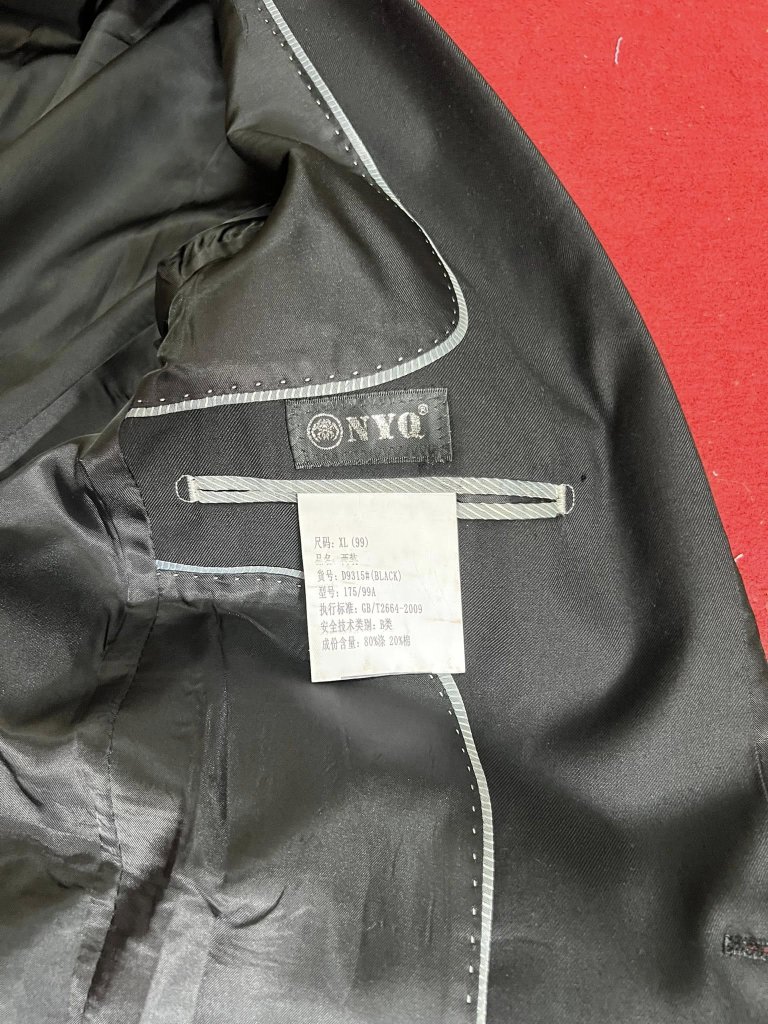 NYQ®
尺码: XL(99)
品名: 西装
货号: D9315#(BLACK)
型号: 175/99A
执行标准: GB/T2664-2009
安全技术类别: B类
成份含量: 80%涤 20%棉